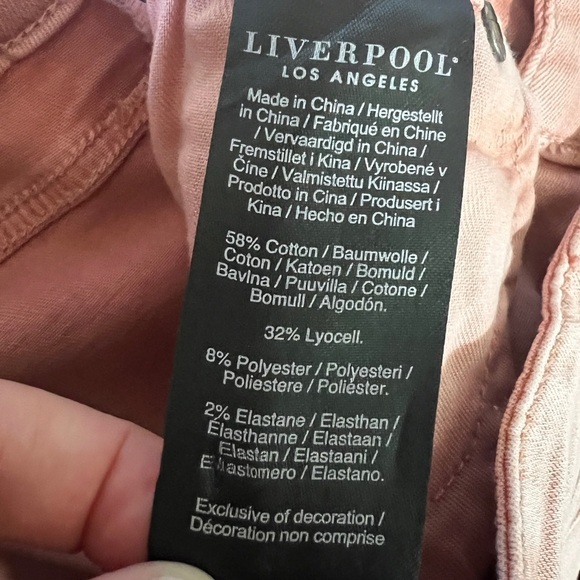 LIVERPOOL
LOS ANGELES
Made in China / Hergestellt
in China / Fabriqué en Chine
/ Vervaardigd in China /
Fremstillet i Kina / Vyrobené v
Číne / Valmistettu Kiinassa /
Prodotto in Cina / Produsert i
Kina / Hecho en China
58% Cotton / Baumwolle /
Coton / Katoen / Bomuld /
Bavlna / Puuvilla / Cotone /
Bomull / Algodón.
32% Lyocell.
8% Polyester / Polyesteri /
Poliestere / Poliéster.
2% Elastane / Elasthan /
Élasthanne / Elastaan /
Elastan / Elastaani /
Elastomero / Elastano.
Exclusive of decoration /
Décoration non comprise